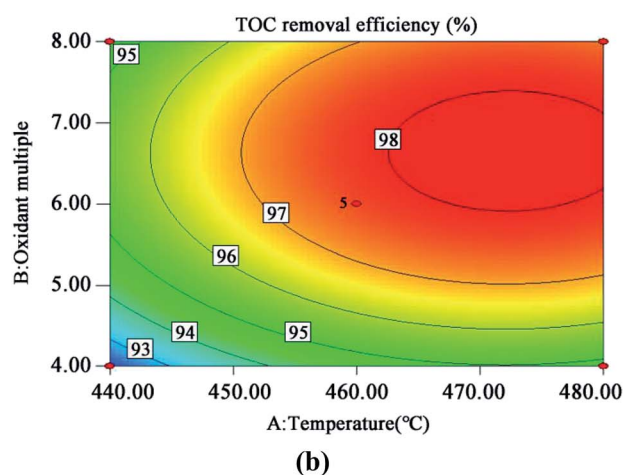 TOC removal efficiency (%)
8.00
95
7.00
98
B:Oxidant multiple
6.00
5
97
96
5.00
94
95
93
4.00
440.00 450.00 460.00 470.00 480.00
A:Temperature(℃)
(b)